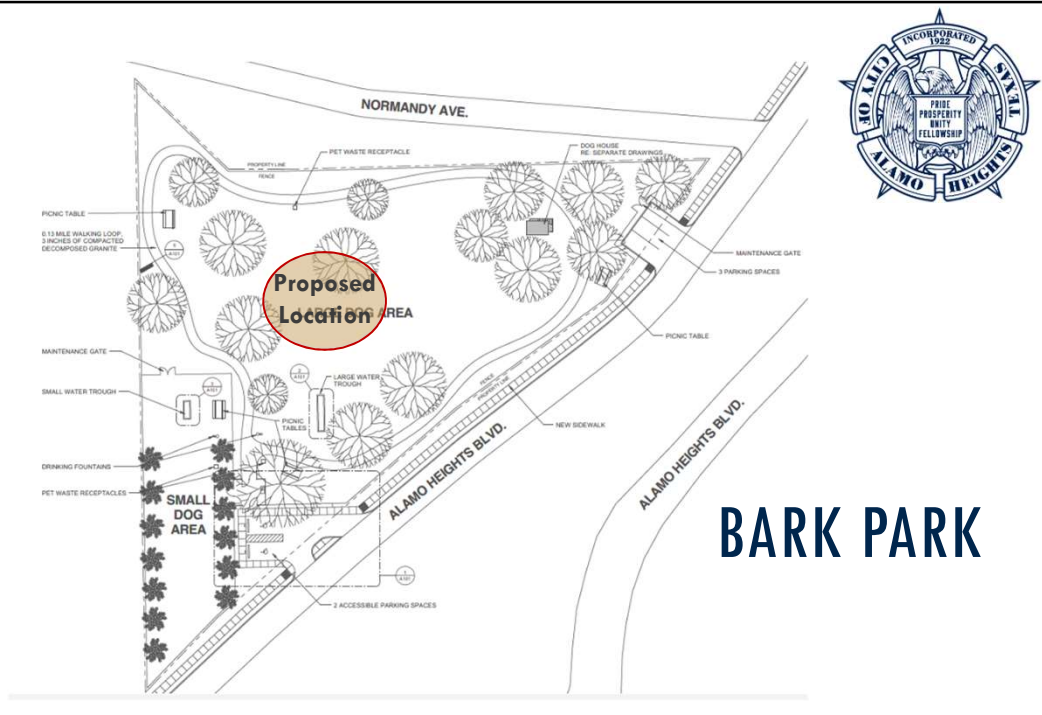 INCORPORATED
1922
CITY OF
TEXAS
PRIDE
PROSPERITY
UNITY
FELLOWSHIP
ALAMO HEIGHTS
NORMANDY AVE.
PET WASTE RECEPTACLE
DOG HOUSE
RE: SEPARATE DRAWINGS
PROPERTY LINE
FENCE
PICNIC TABLE
0.13 MILE WALKING LOOP,
3 INCHES OF COMPACTED
DECOMPOSED GRANITE
MAINTENANCE GATE
3 PARKING SPACES
Proposed
Location
LARGE DOG AREA
PICNIC TABLE
MAINTENANCE GATE
SMALL WATER TROUGH
LARGE WATER
TROUGH
PICNIC
TABLES
FENCE
PROPERTY LINE
NEW SIDEWALK
DRINKING FOUNTAINS
PET WASTE RECEPTACLES
SMALL
DOG
AREA
ALAMO HEIGHTS BLVD.
ALAMO HEIGHTS BLVD.
BARK PARK
2 ACCESSIBLE PARKING SPACES